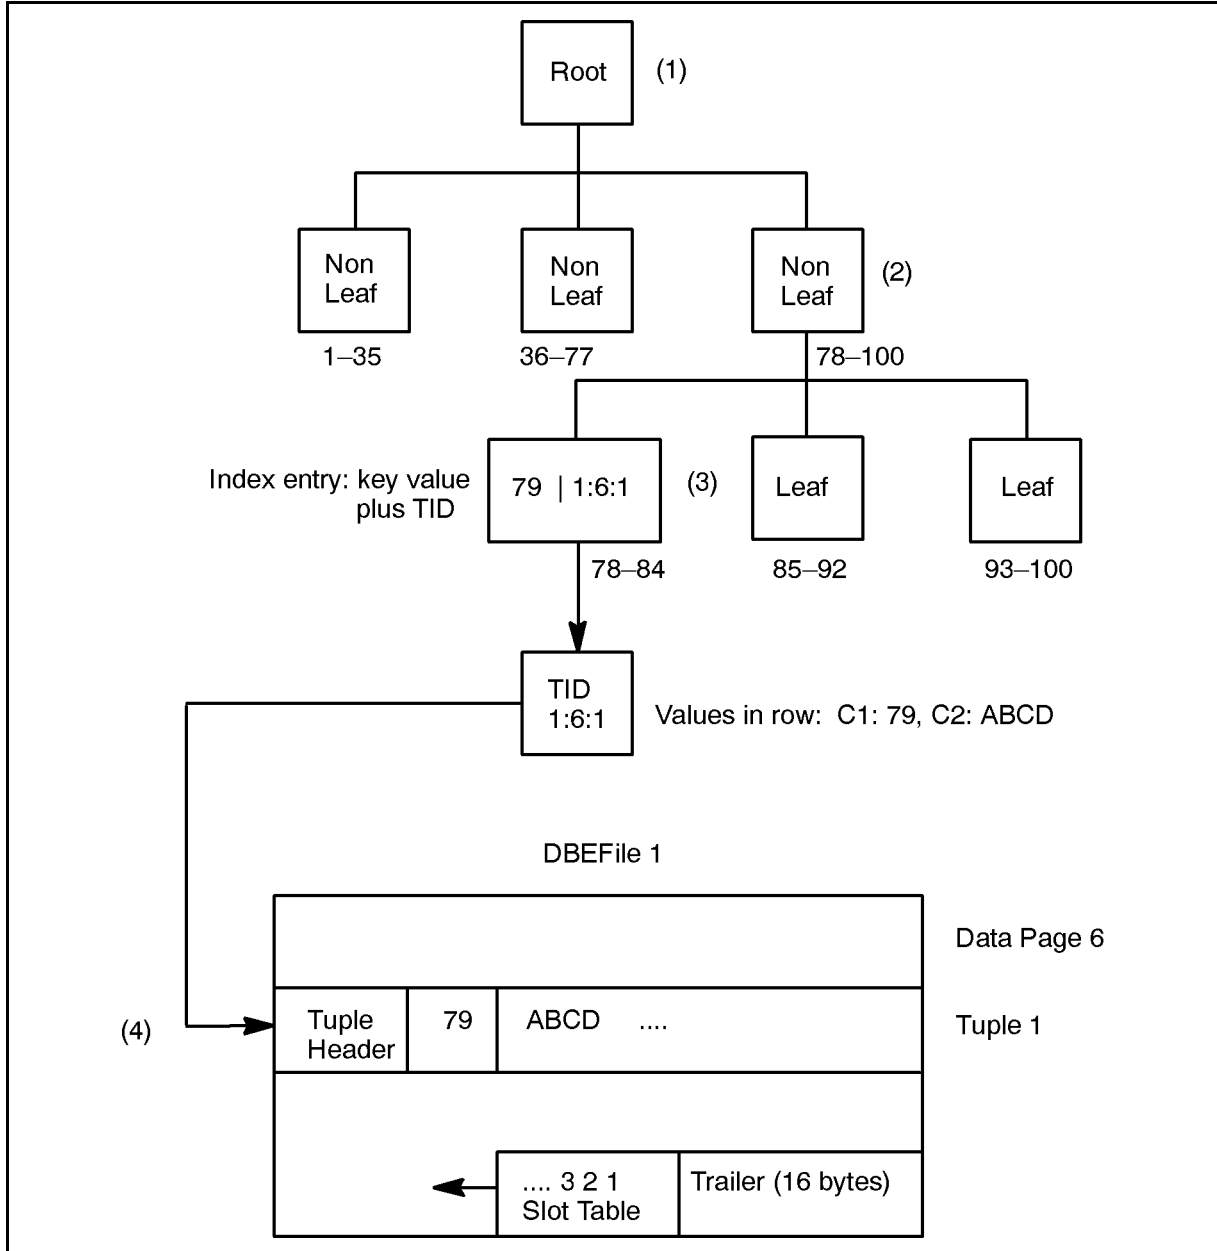 Root (1)
Non Leaf
Non Leaf
Non Leaf
(2)
1–35
36–77
78–100
Index entry: key value
plus TID
79 | 1:6:1
(3)
Leaf
Leaf
78–84
85–92
93–100
TID
1:6:1
Values in row: C1: 79, C2: ABCD
DBEFile 1
Data Page 6
(4)
Tuple
Header
79
ABCD ....
Tuple 1
.... 3 2 1
Slot Table
Trailer (16 bytes)